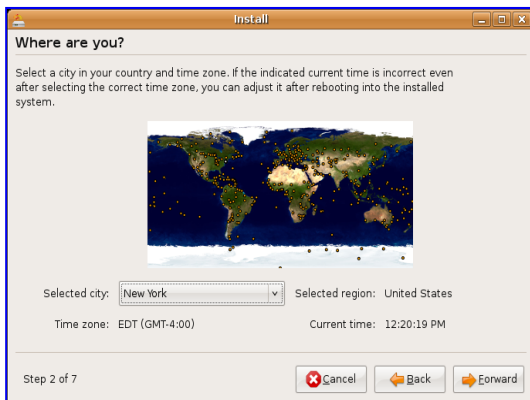 Install
Where are you?
Select a city in your country and time zone. If the indicated current time is incorrect even
after selecting the correct time zone, you can adjust it after rebooting into the installed
system.
Selected city: New York Selected region: United States
Time zone: EDT (GMT-4:00) Current time: 12:20:19 PM
Step 2 of 7 Cancel Back Forward